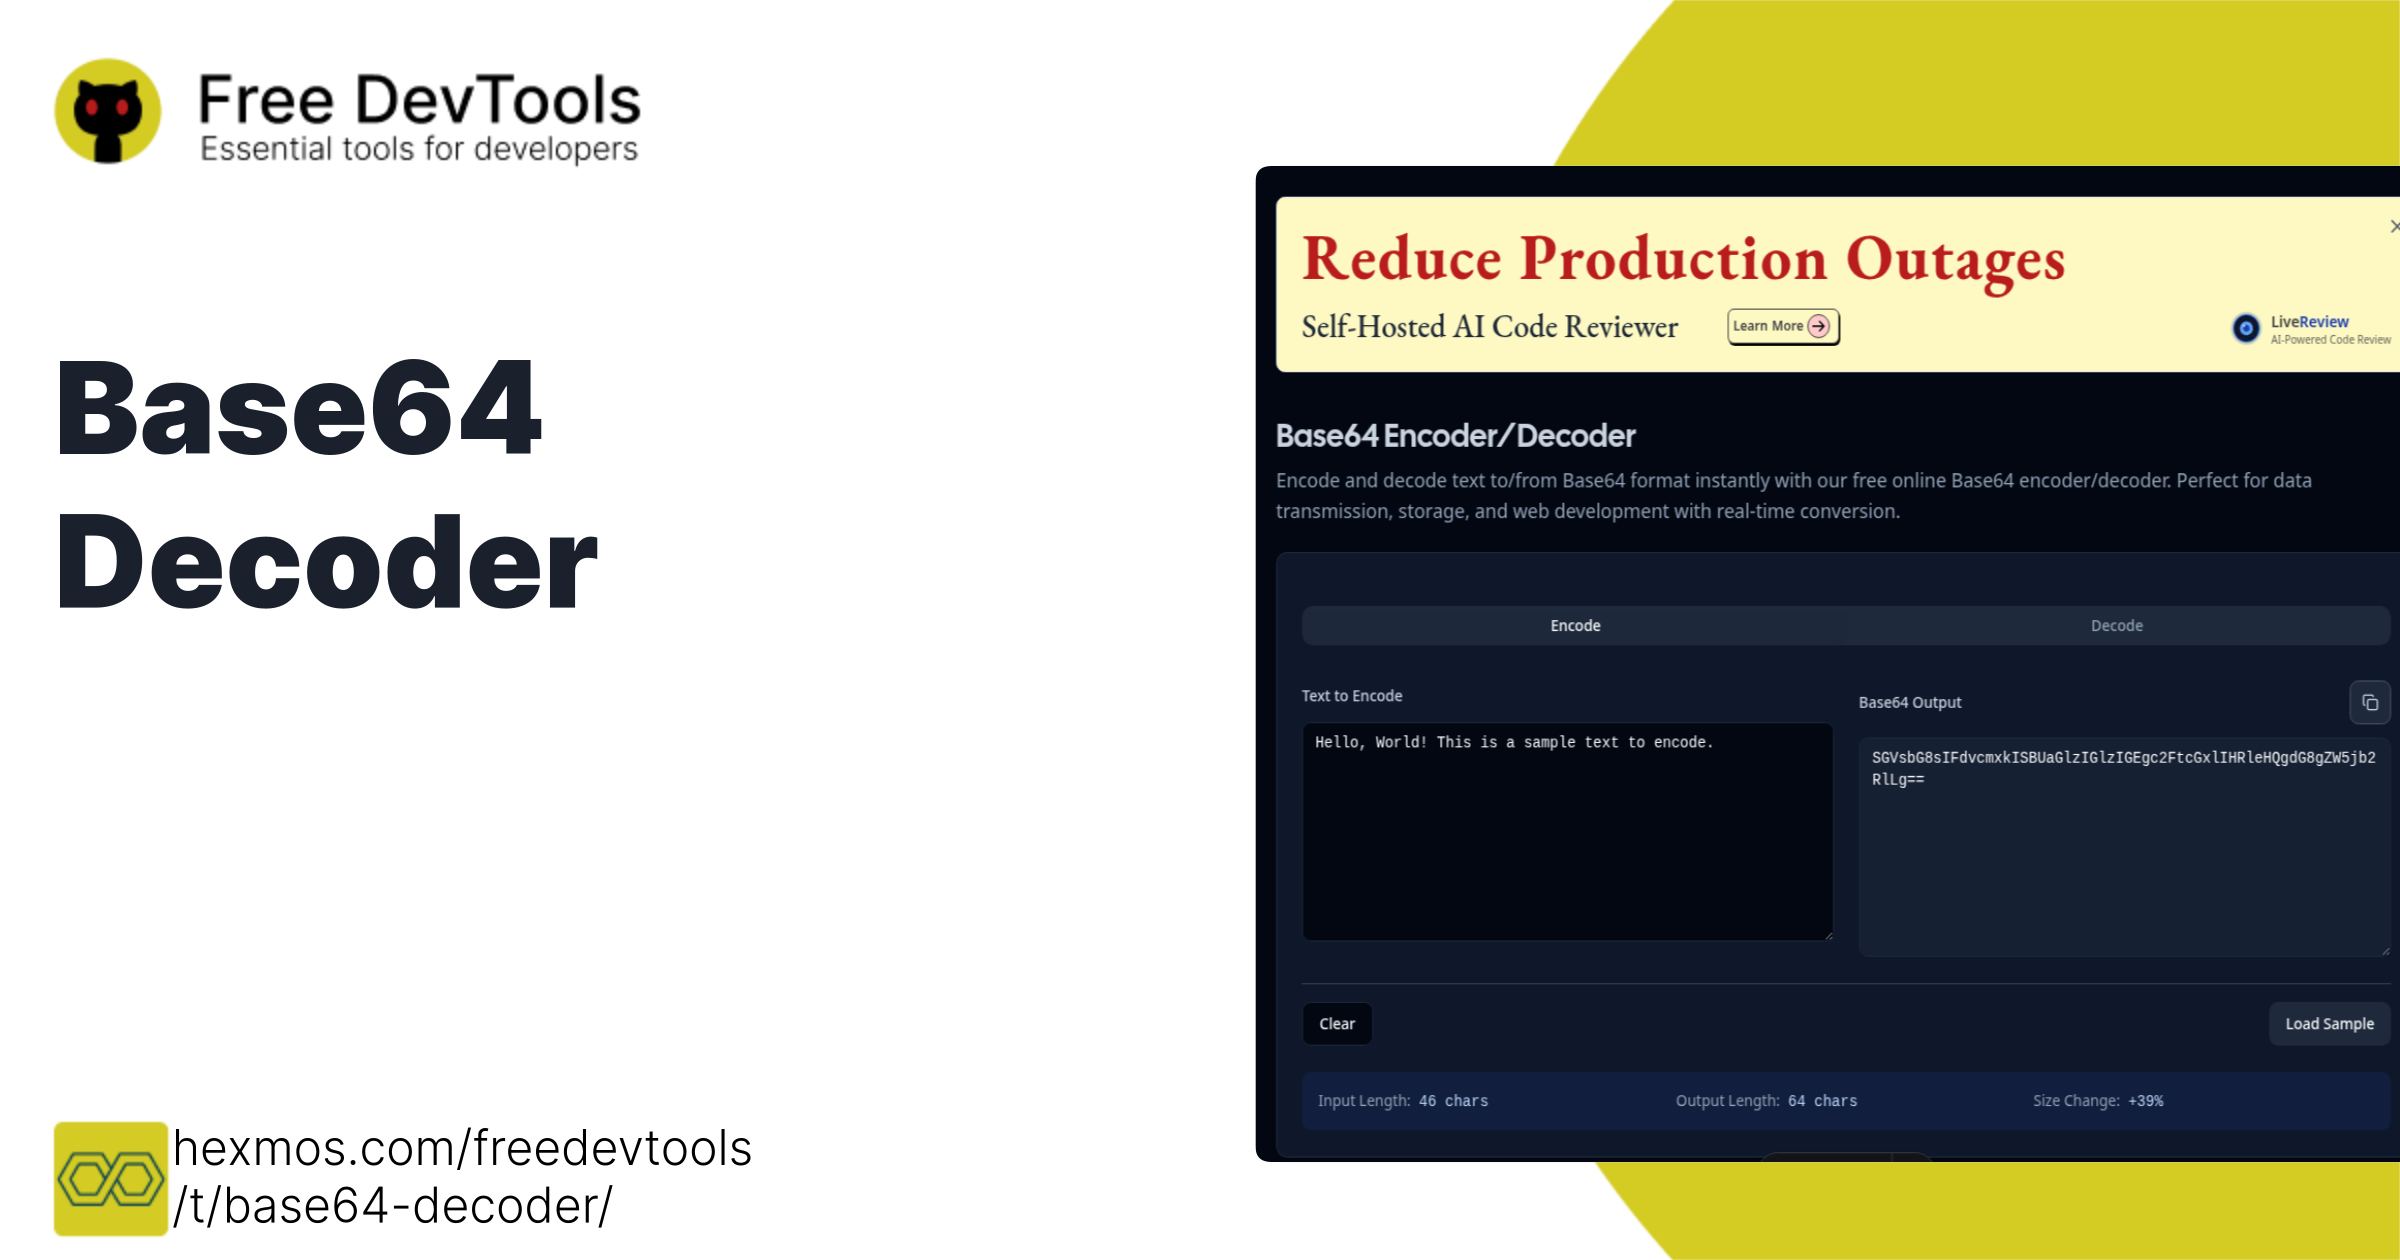 Free DevTools
Essential tools for developers
Base64
Decoder
hexmos.com/freedevtools
/t/base64-decoder/
Reduce Production Outages
Self-Hosted AI Code Reviewer
Learn More
LiveReview
AI-Powered Code Review
Base64 Encoder/Decoder
Encode and decode text to/from Base64 format instantly with our free online Base64 encoder/decoder. Perfect for data
transmission, storage, and web development with real-time conversion.
Encode
Decode
Text to Encode
Hello, World! This is a sample text to encode.
Base64 Output
SGVsbG8sIFdvcmxkISBUaGlzIGlzIGEgc2FtcGxlIHRleHQgdG8gZW5jb2
RlLg==
Clear
Load Sample
Input Length: 46 chars
Output Length: 64 chars
Size Change: +39%